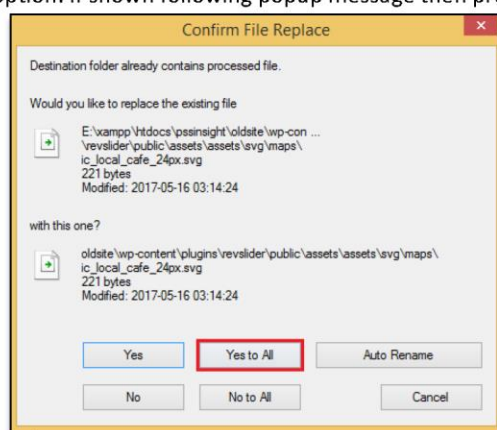 option. If shown following popup message then pr
Confirm File Replace
Destination folder already contains processed file.
Would you like to replace the existing file
E:\xampp\htdocs\pssinsight\oldsite\wp-con ...
\revslider\public\assets\assets\svg\maps\
ic_local_cafe_24px.svg
221 bytes
Modified: 2017-05-16 03:14:24
with this one?
oldsite\wp-content\plugins\revslider\public\assets\assets\svg\maps\
ic_local_cafe_24px.svg
221 bytes
Modified: 2017-05-16 03:14:24
Yes Yes to All Auto Rename
No No to All Cancel